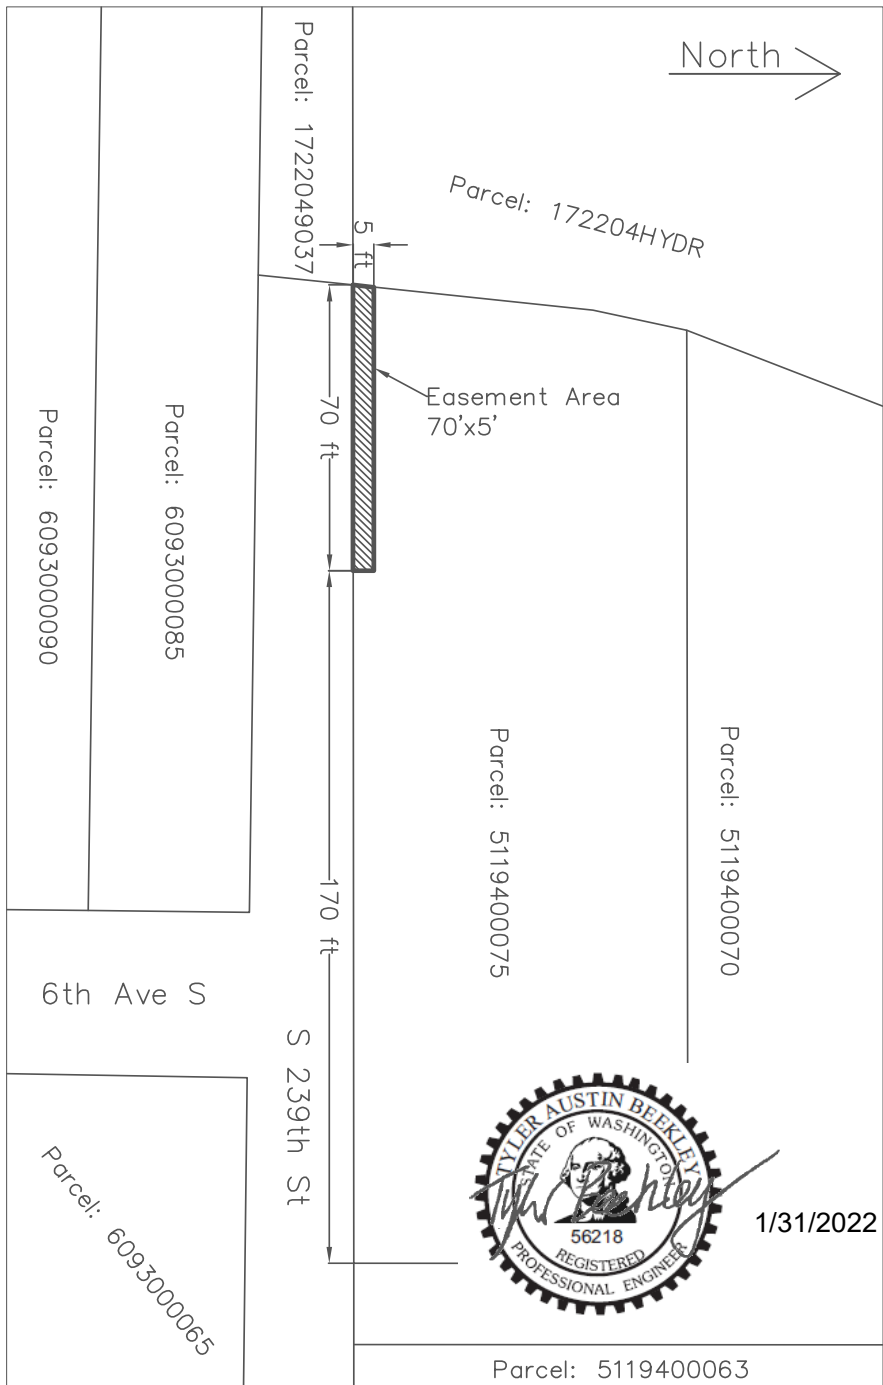 North
Parcel: 1722049037
Parcel: 172204HYDR
5 ft
Easement Area
70'x5'
70 ft
Parcel: 6093000085
Parcel: 6093000090
Parcel: 5119400075
Parcel: 5119400070
170 ft
6th Ave S
S 239th St
Parcel: 6093000065
TYLER AUSTIN BEEKLEY
STATE OF WASHINGTON
Tyler Beekley
56218
REGISTERED
PROFESSIONAL ENGINEER
1/31/2022
Parcel: 5119400063